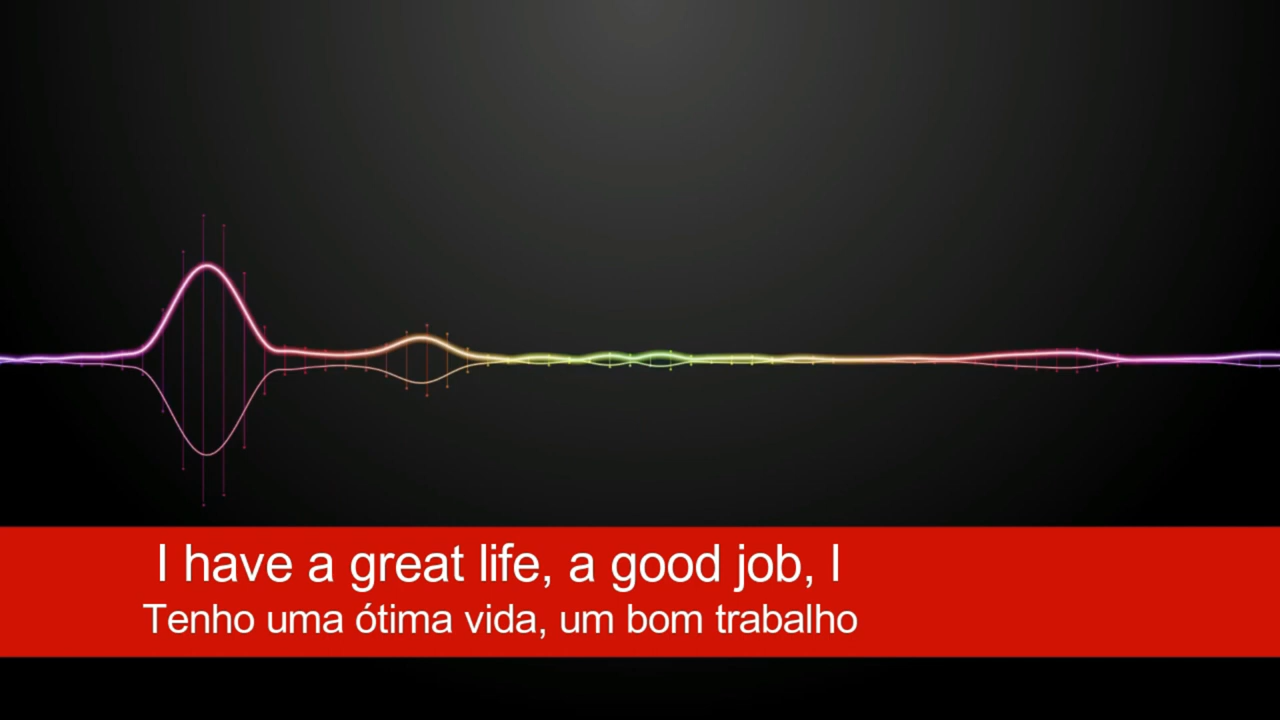 I have a great life, a good job, I
Tenho uma ótima vida, um bom trabalho